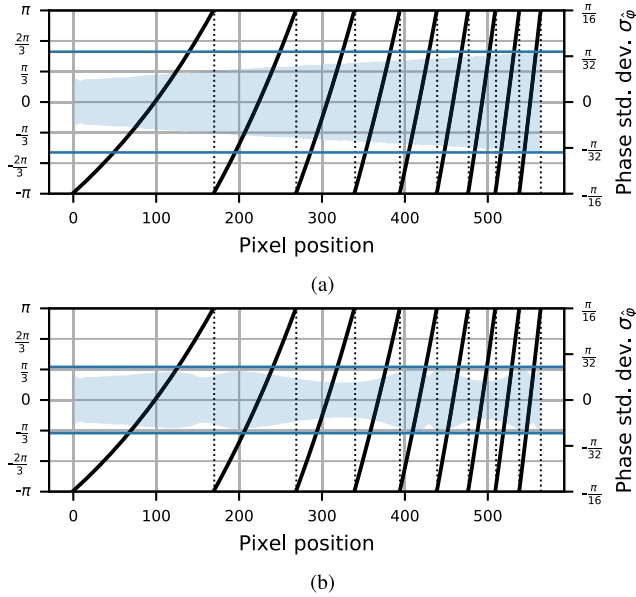 π
2π/3
π/3
0
-π/3
-2π/3
-π
π/16
π/32
0
-π/32
-π/16
Phase std. dev. σ_φ̂
0 100 200 300 400 500
Pixel position
(a)
π
2π/3
π/3
0
-π/3
-2π/3
-π
π/16
π/32
0
-π/32
-π/16
Phase std. dev. σ_φ̂
0 100 200 300 400 500
Pixel position
(b)